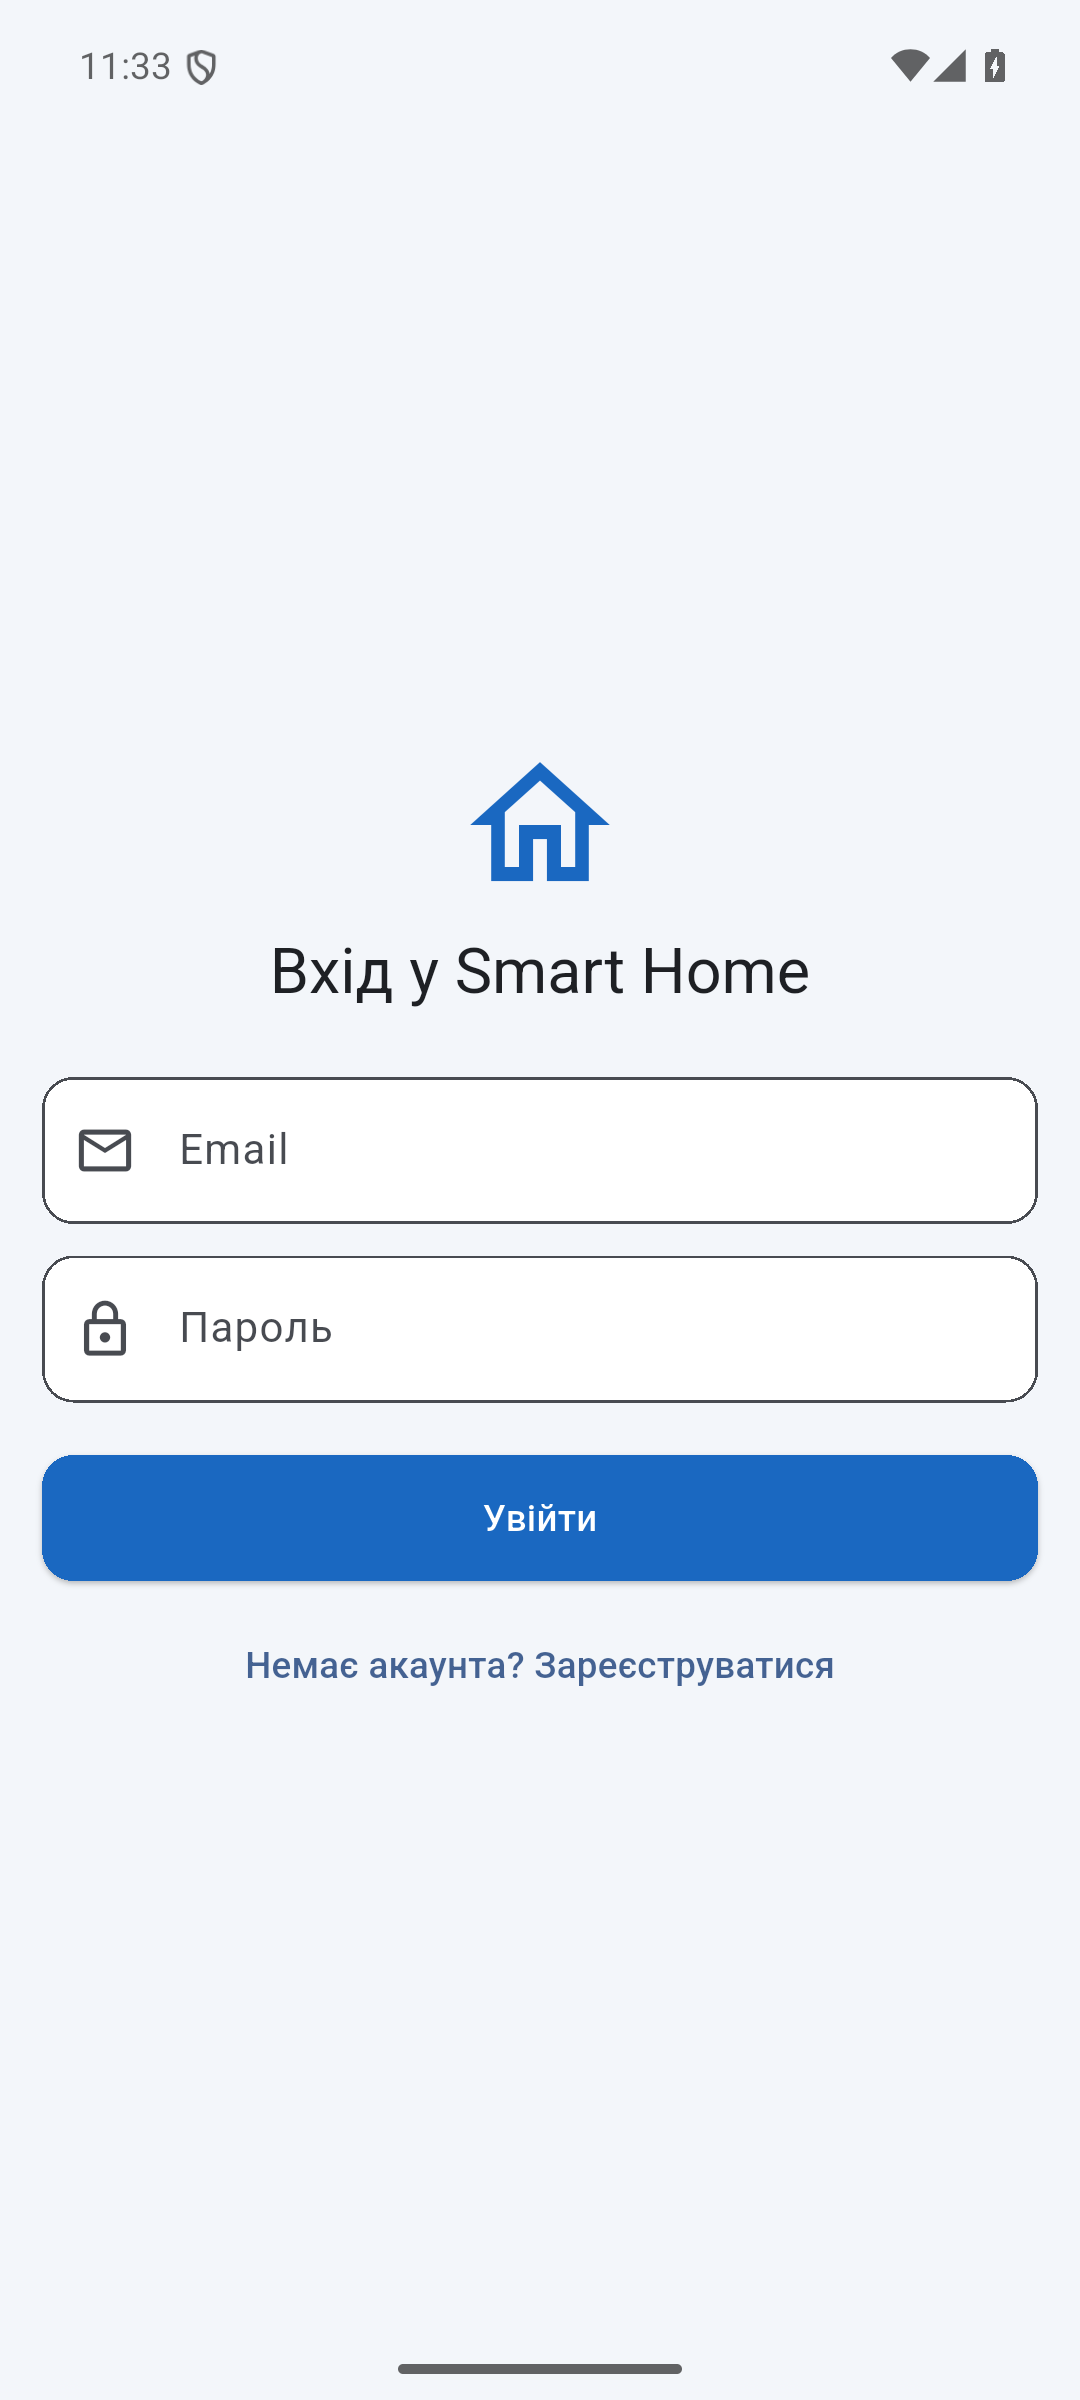 11:33
Вхід у Smart Home
Email
Пароль
Увійти
Немає акаунта? Зареєструватися